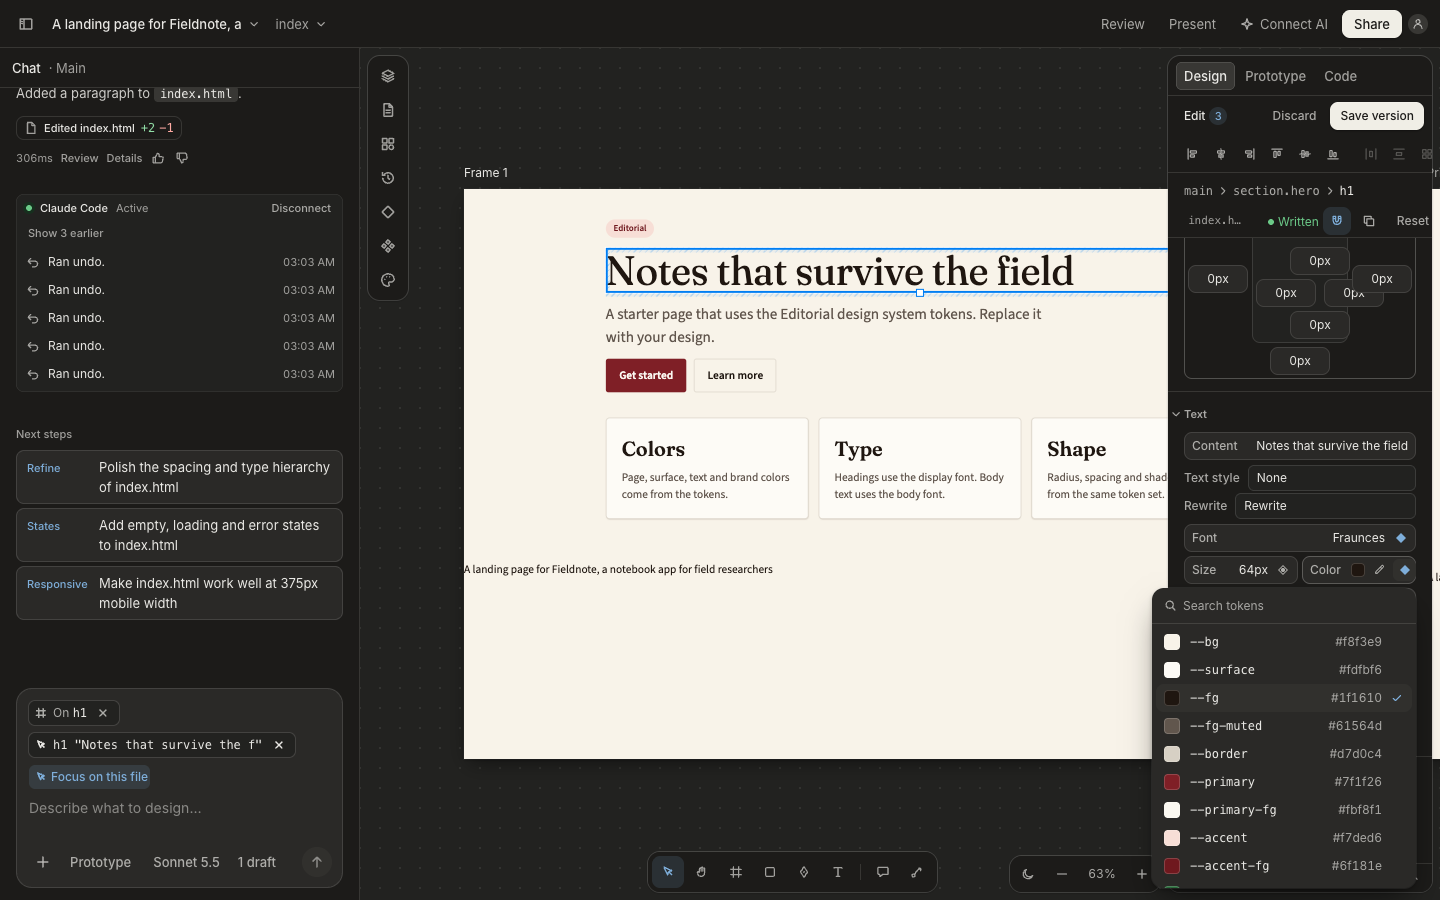 A landing page for Fieldnote, a
index
Review
Present
Connect AI
Share
Chat · Main
Added a paragraph to index.html.
Edited index.html +2 −1
306ms Review Details
Claude Code Active Disconnect
Show 3 earlier
Ran undo. 03:03 AM
Ran undo. 03:03 AM
Ran undo. 03:03 AM
Ran undo. 03:03 AM
Ran undo. 03:03 AM
Next steps
Refine Polish the spacing and type hierarchy
of index.html
States Add empty, loading and error states
to index.html
Responsive Make index.html work well at 375px
mobile width
On h1
h1 "Notes that survive the f"
Focus on this file
Describe what to design...
Prototype Sonnet 5.5 1 draft
Frame 1
Editorial
Notes that survive the field
A starter page that uses the Editorial design system tokens. Replace it
with your design.
Get started
Learn more
Colors
Page, surface, text and brand colors
come from the tokens.
Type
Headings use the display font. Body
text uses the body font.
Shape
Radius, spacing and shad
from the same token set.
A landing page for Fieldnote, a notebook app for field researchers
63%
Design Prototype Code
Edit 3 Discard Save version
main > section.hero > h1
index.h… Written Reset
0px
0px 0px
0px 0px
0px
0px
Text
Content Notes that survive the field
Text style None
Rewrite Rewrite
Font Fraunces
Size 64px Color
Search tokens
--bg #f8f3e9
--surface #fdfbf6
--fg #1f1610
--fg-muted #61564d
--border #d7d0c4
--primary #7f1f26
--primary-fg #fbf8f1
--accent #f7ded6
--accent-fg #6f181e